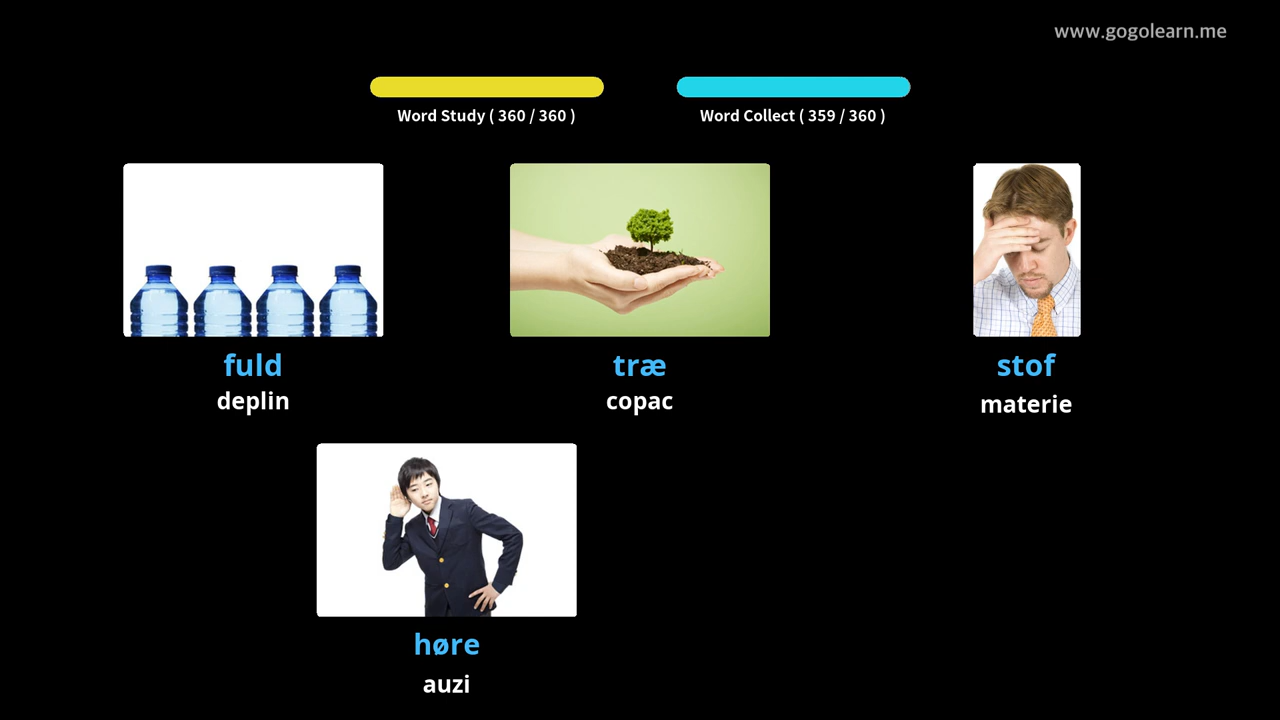 www.gogolearn.me
Word Study ( 360 / 360 )
Word Collect ( 359 / 360 )
fuld
deplin
træ
copac
stof
materie
høre
auzi